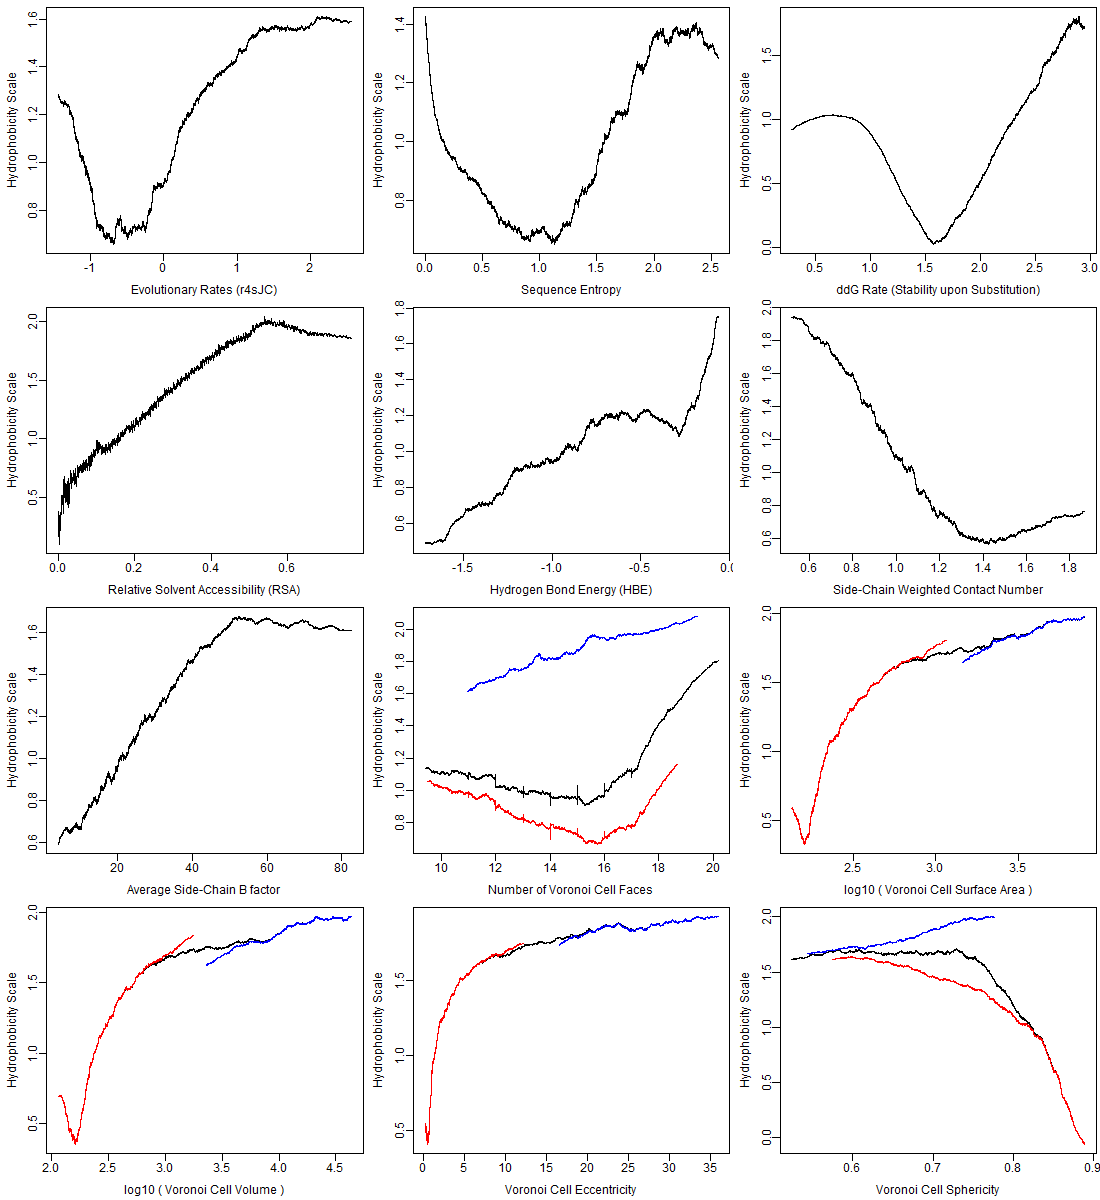 Hydrophobicity Scale
1.6
1.4
1.2
1.0
0.8
-1 0 1 2
Evolutionary Rates (r4sJC)
Hydrophobicity Scale
1.4
1.2
1.0
0.8
0.0 0.5 1.0 1.5 2.0 2.5
Sequence Entropy
Hydrophobicity Scale
1.5
1.0
0.5
0.0
0.5 1.0 1.5 2.0 2.5 3.0
ddG Rate (Stability upon Substitution)
Hydrophobicity Scale
2.0
1.5
1.0
0.5
0.0 0.2 0.4 0.6
Relative Solvent Accessibility (RSA)
Hydrophobicity Scale
1.8
1.6
1.4
1.2
1.0
0.8
0.6
-1.5 -1.0 -0.5
Hydrogen Bond Energy (HBE)
Hydrophobicity Scale
2.0
1.8
1.6
1.4
1.2
1.0
0.8
0.6
0.6 0.8 1.0 1.2 1.4 1.6 1.8
Side-Chain Weighted Contact Number
Hydrophobicity Scale
1.6
1.4
1.2
1.0
0.8
0.6
20 40 60 80
Average Side-Chain B factor
Hydrophobicity Scale
2.0
1.8
1.6
1.2
1.0
0.8
10 12 14 16 18 20
Number of Voronoi Cell Faces
Hydrophobicity Scale
2.0
1.5
1.0
0.5
2.5 3.0 3.5
log10 ( Voronoi Cell Surface Area )
Hydrophobicity Scale
2.0
1.5
1.0
0.5
2.0 2.5 3.0 3.5 4.0 4.5
log10 ( Voronoi Cell Volume )
Hydrophobicity Scale
1.5
1.0
0.5
0 5 10 15 20 25 30 35
Voronoi Cell Eccentricity
Hydrophobicity Scale
2.0
1.5
1.0
0.5
0.0
0.6 0.7 0.8 0.9
Voronoi Cell Sphericity